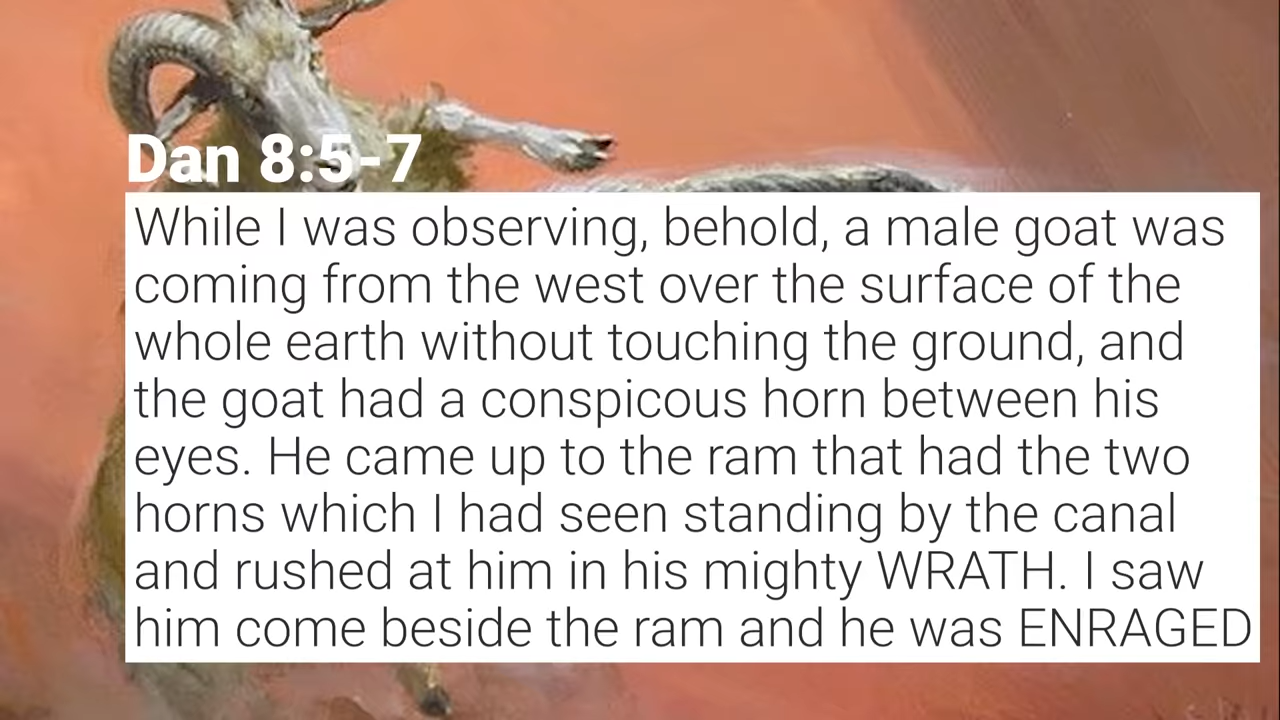 Dan 8:5-7
While I was observing, behold, a male goat was
coming from the west over the surface of the
whole earth without touching the ground, and
the goat had a conspicous horn between his
eyes. He came up to the ram that had the two
horns which I had seen standing by the canal
and rushed at him in his mighty WRATH. I saw
him come beside the ram and he was ENRAGED